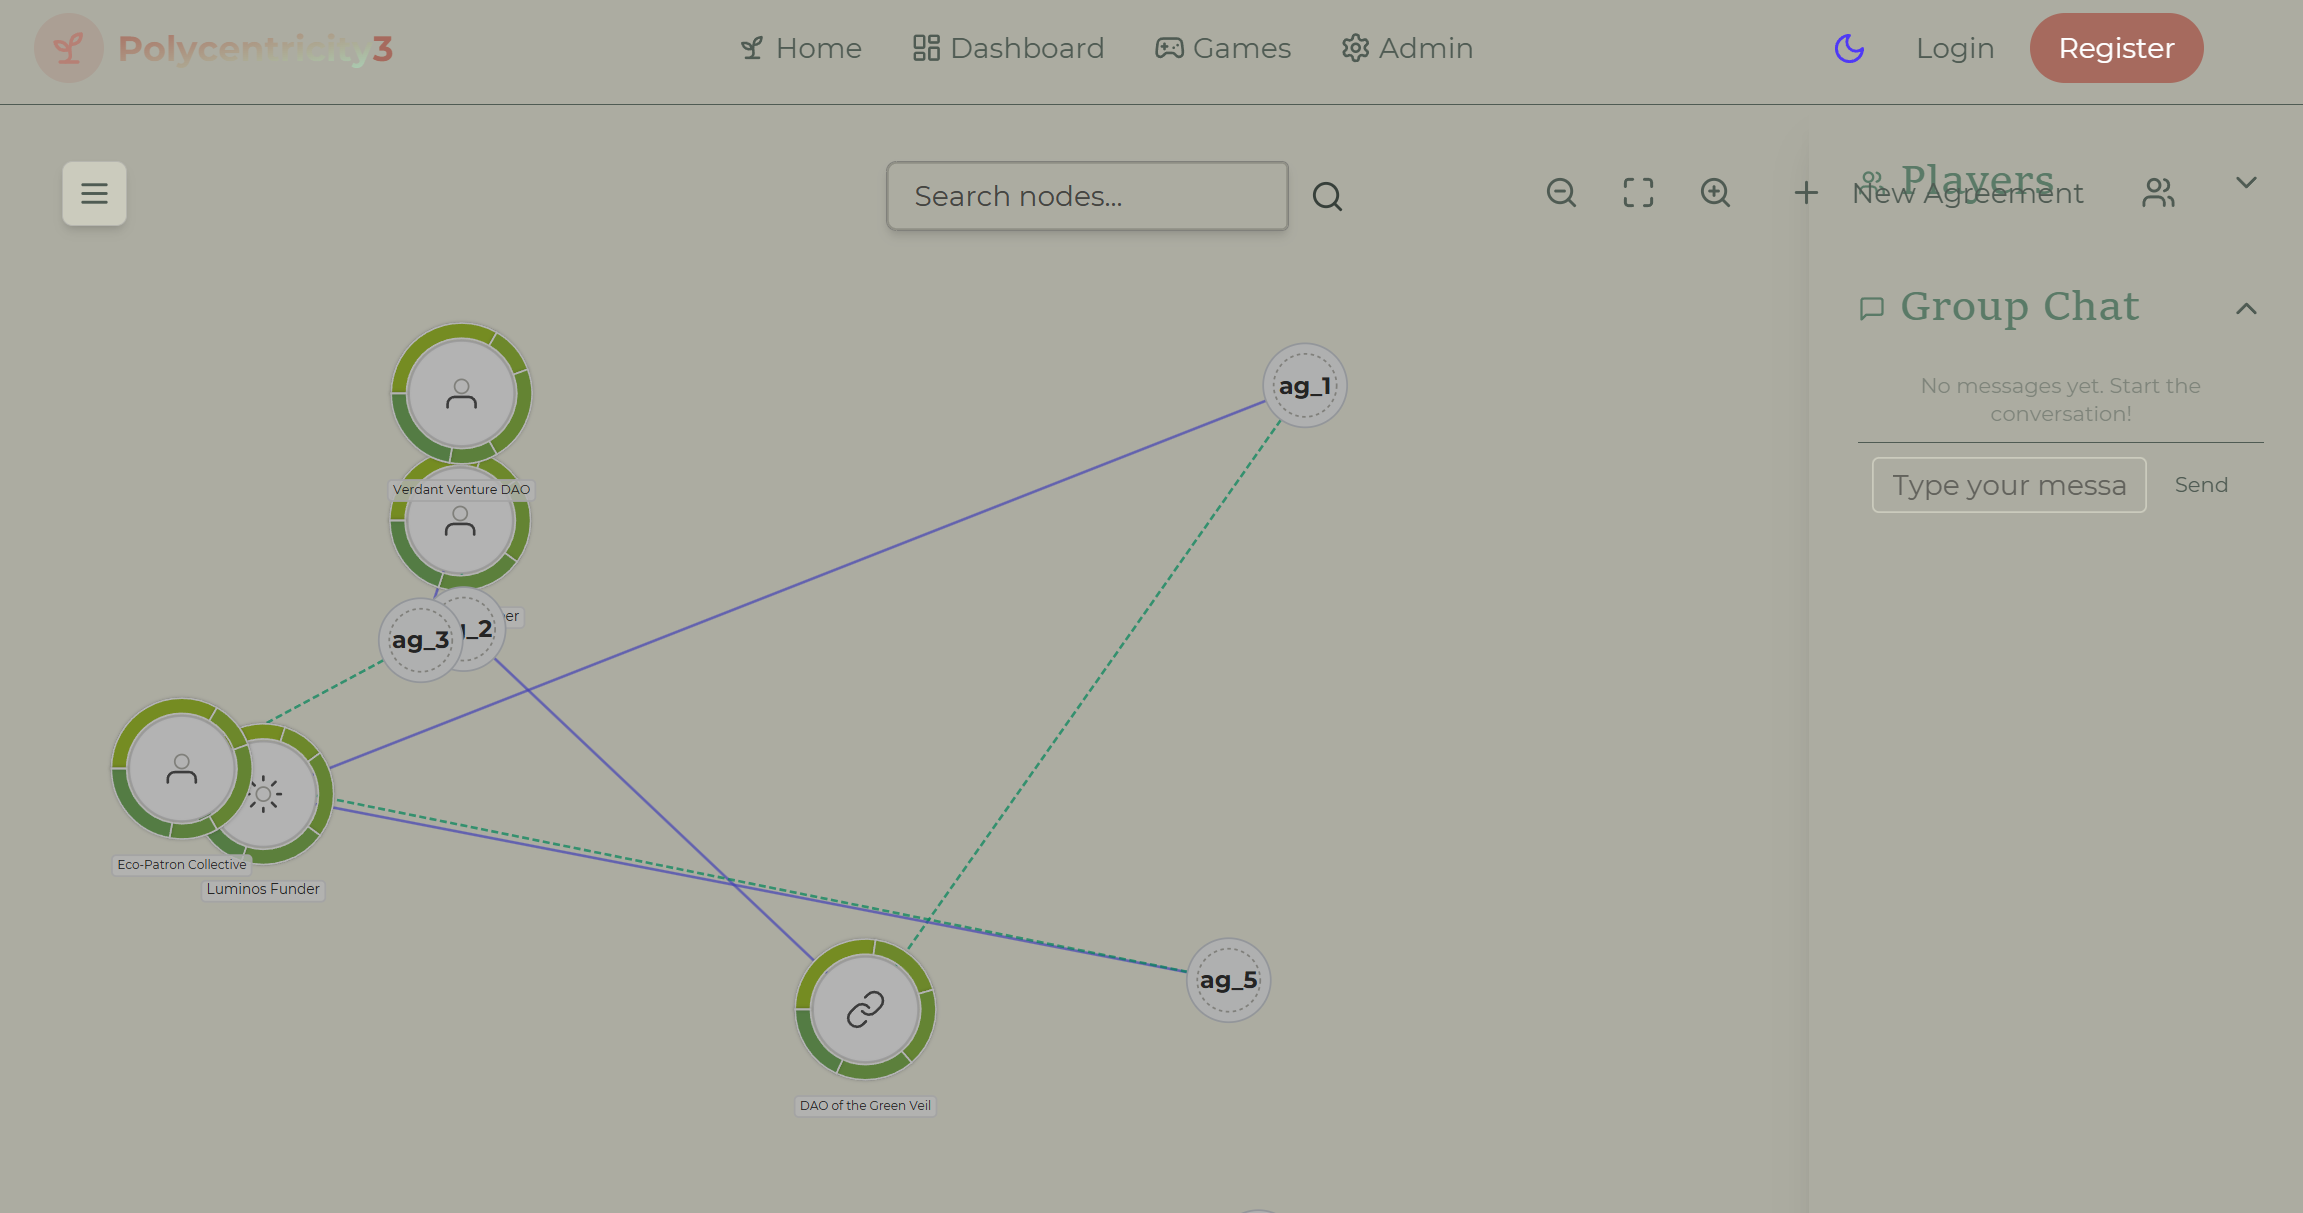 Polycentricity3
Home
Dashboard
Games
Admin
Login
Register
Search nodes...
New Agreement
Players
Group Chat
No messages yet. Start the
conversation!
Type your messa
Send
Verdant Venture DAO
ag_1
ag_3
_2
er
Eco-Patron Collective
Luminos Funder
ag_5
DAO of the Green Veil